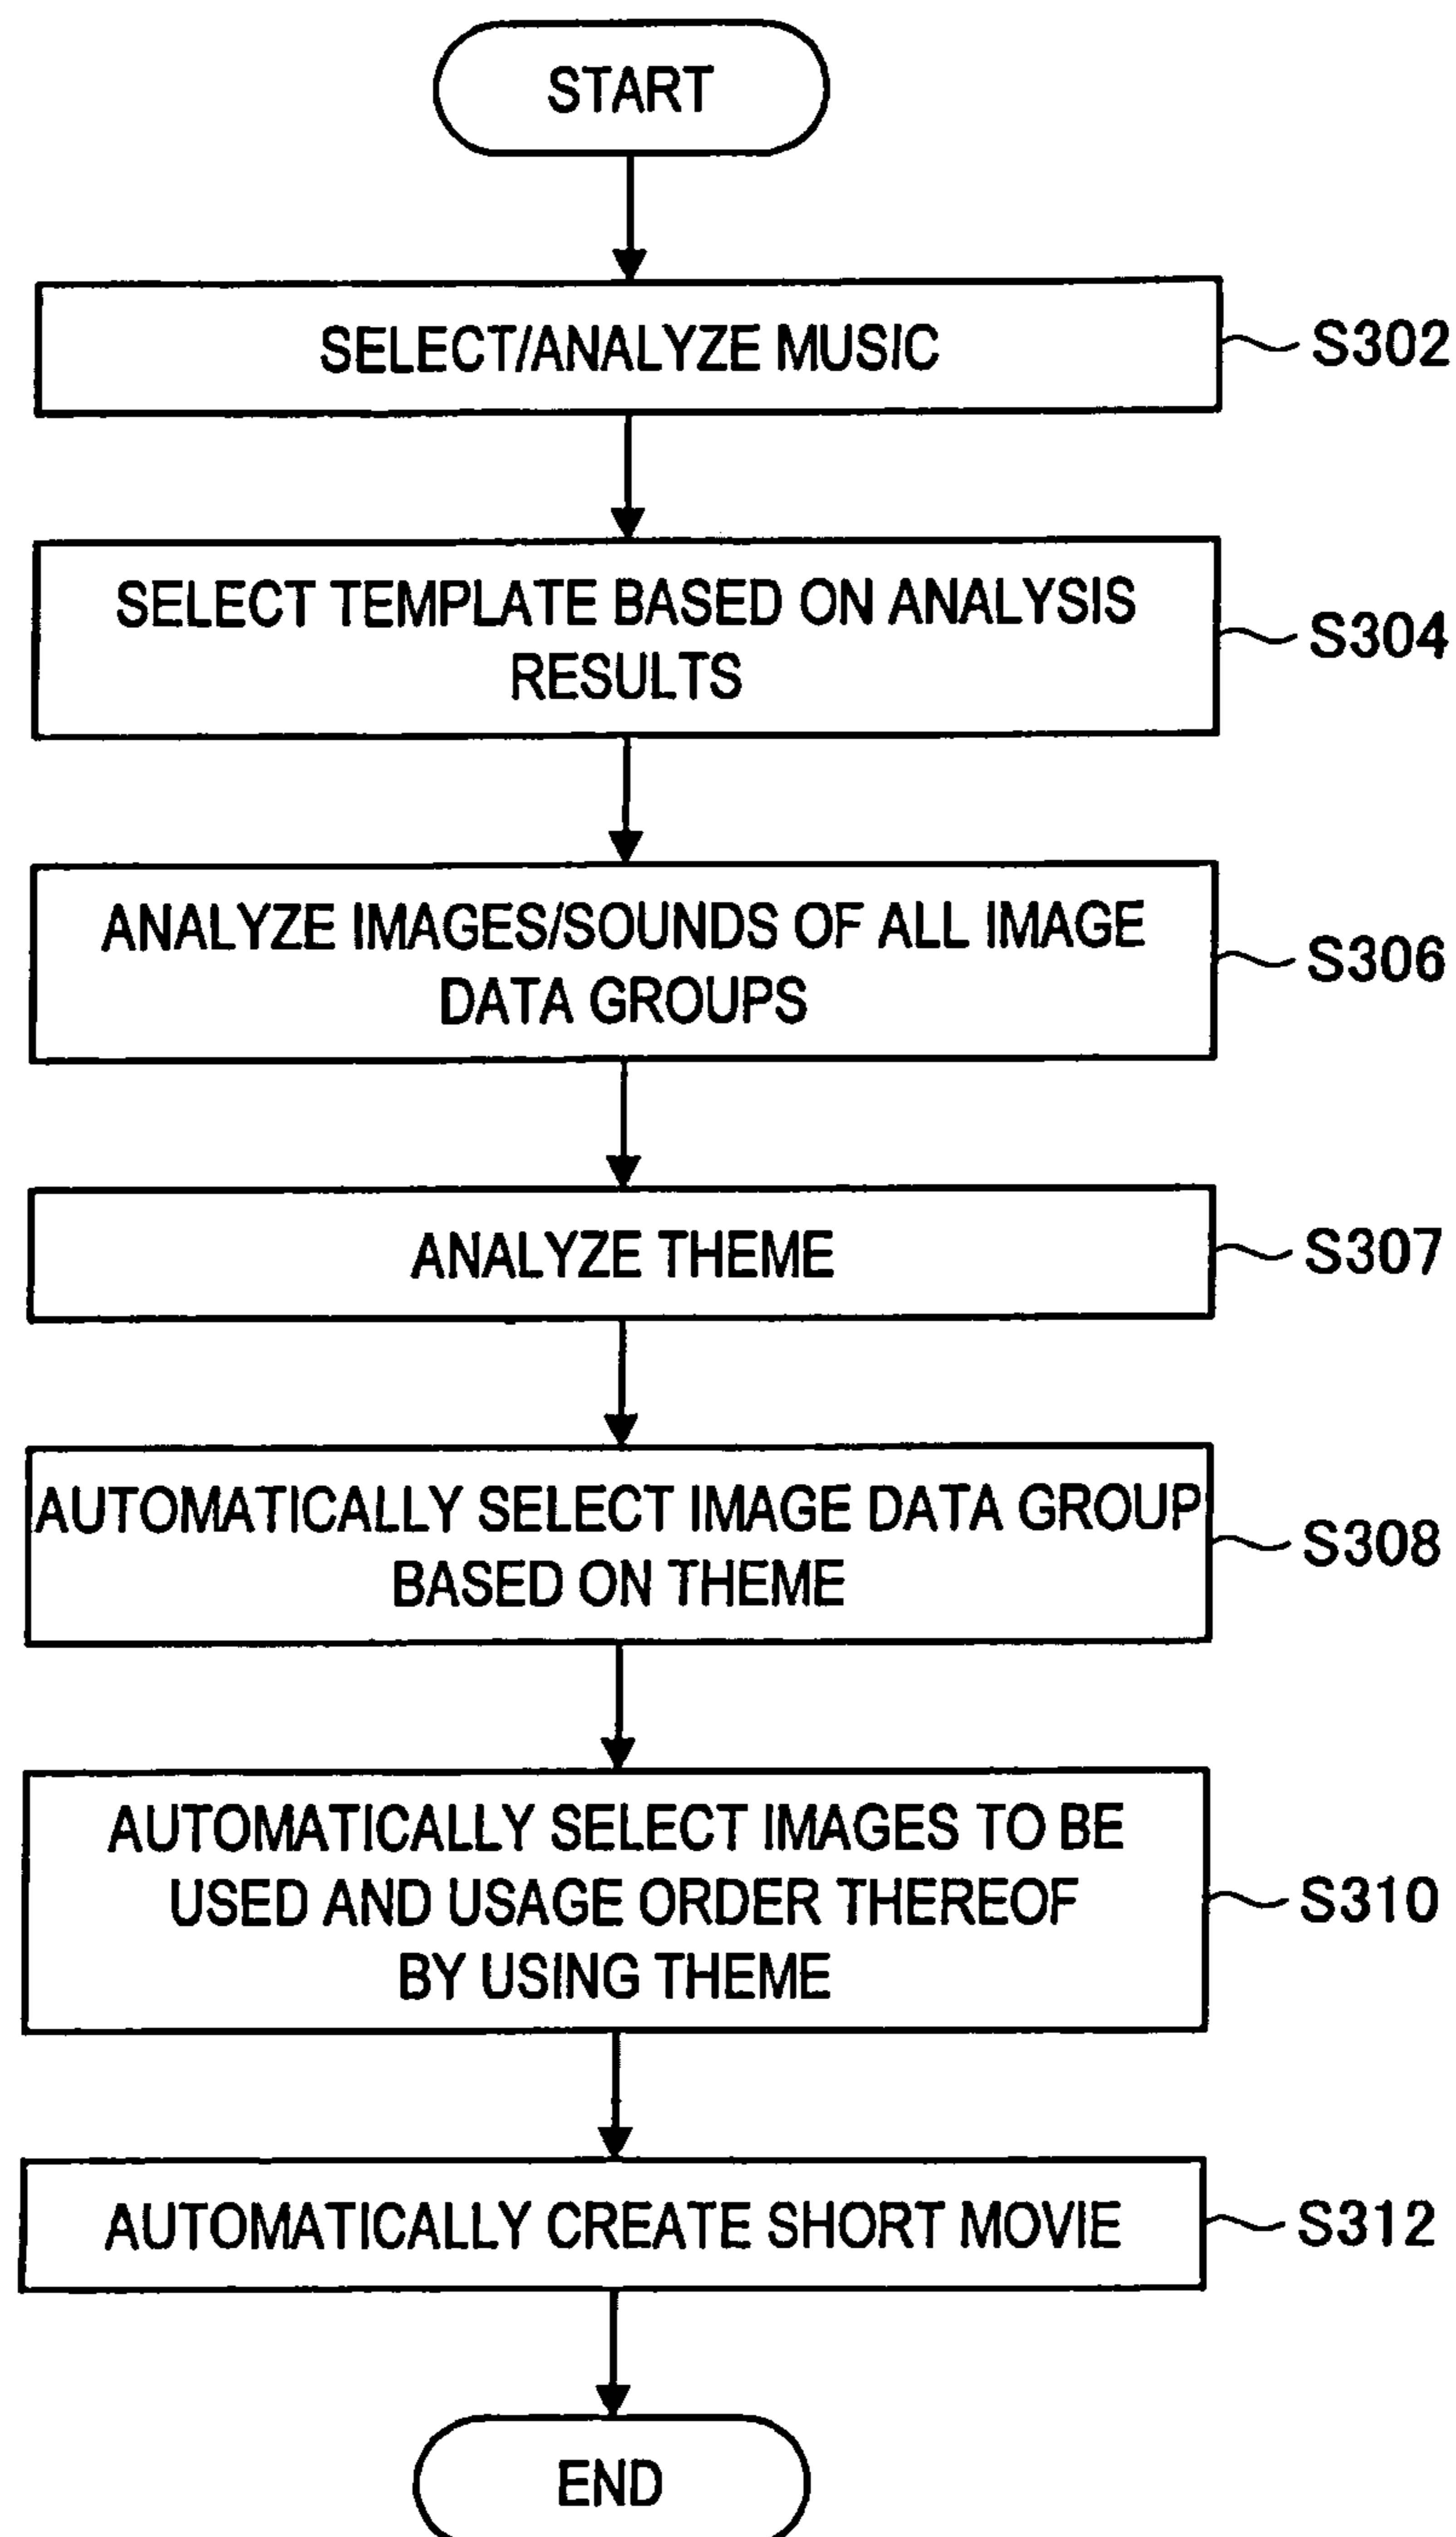 START
SELECT/ANALYZE MUSIC
S302
SELECT TEMPLATE BASED ON ANALYSIS
RESULTS
S304
ANALYZE IMAGES/SOUNDS OF ALL IMAGE
DATA GROUPS
S306
ANALYZE THEME
S307
AUTOMATICALLY SELECT IMAGE DATA GROUP
BASED ON THEME
S308
AUTOMATICALLY SELECT IMAGES TO BE
USED AND USAGE ORDER THEREOF
BY USING THEME
S310
AUTOMATICALLY CREATE SHORT MOVIE
S312
END